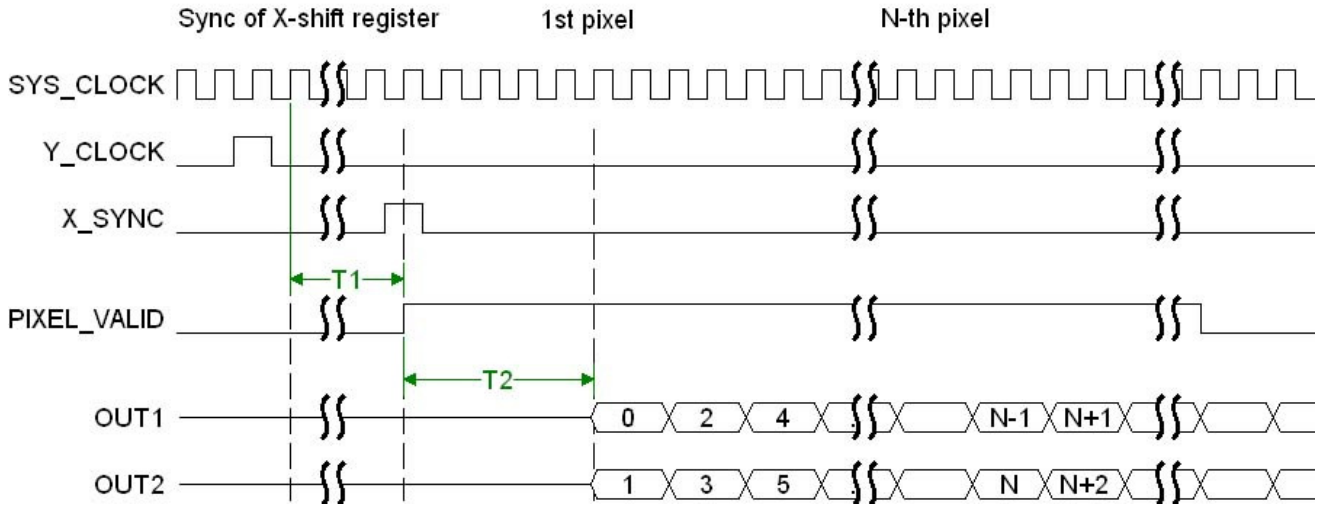 Sync of X-shift register 1st pixel N-th pixel
SYS_CLOCK
Y_CLOCK
X_SYNC
T1
PIXEL_VALID
T2
OUT1 0 2 4 N-1 N+1
OUT2 1 3 5 N N+2